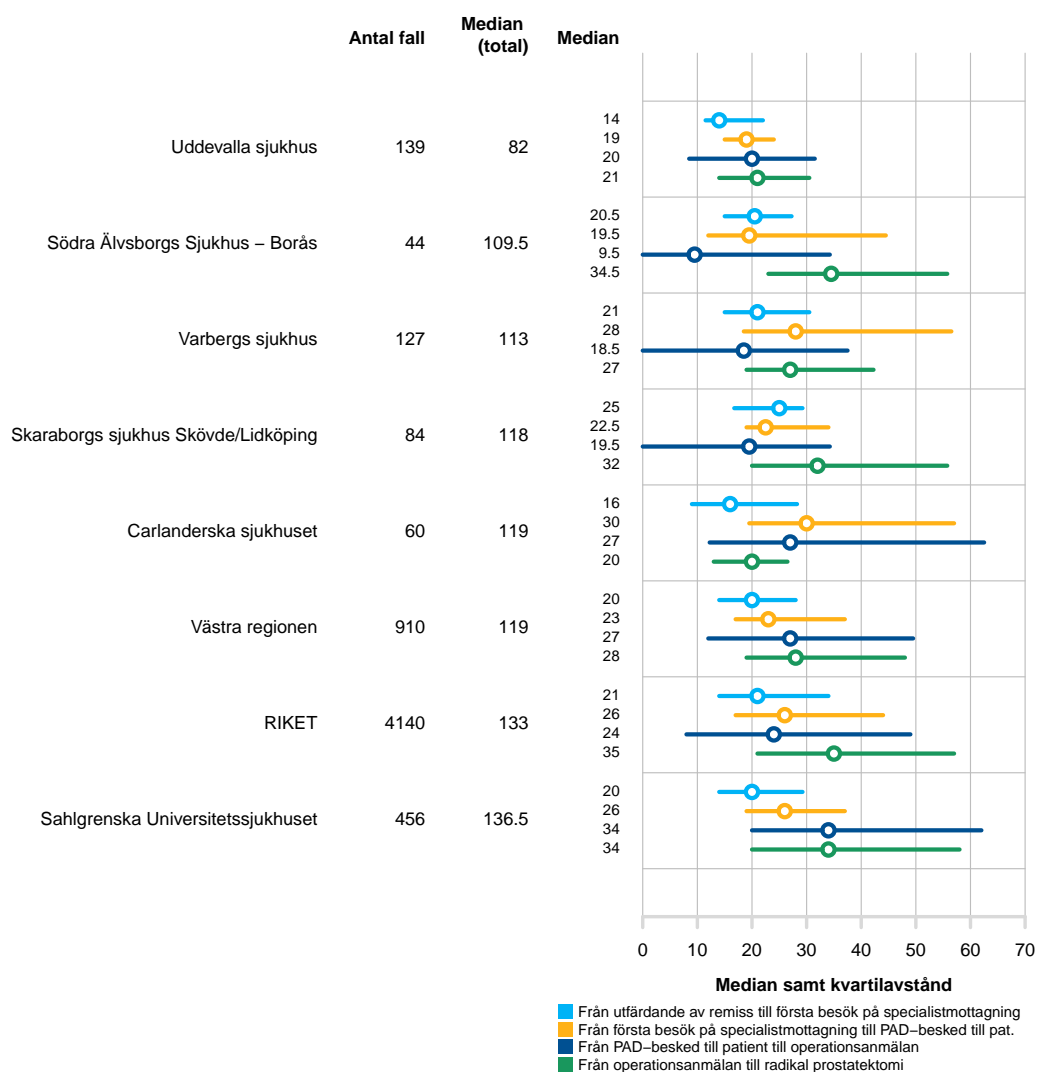 Antal fall Median (total) Median
14
Uddevalla sjukhus 139 82 19
20
21
20.5
Södra Älvsborgs Sjukhus – Borås 44 109.5 19.5
9.5
34.5
21
Varbergs sjukhus 127 113 28
18.5
27
25
Skaraborgs sjukhus Skövde/Lidköping 84 118 22.5
19.5
32
16
Carlanderska sjukhuset 60 119 30
27
20
20
Västra regionen 910 119 23
27
28
21
RIKET 4140 133 26
24
35
20
Sahlgrenska Universitetssjukhuset 456 136.5 26
34
34
0 10 20 30 40 50 60 70
Median samt kvartilavstånd
Från utfärdande av remiss till första besök på specialistmottagning
Från första besök på specialistmottagning till PAD−besked till pat.
Från PAD−besked till patient till operationsanmälan
Från operationsanmälan till radikal prostatektomi